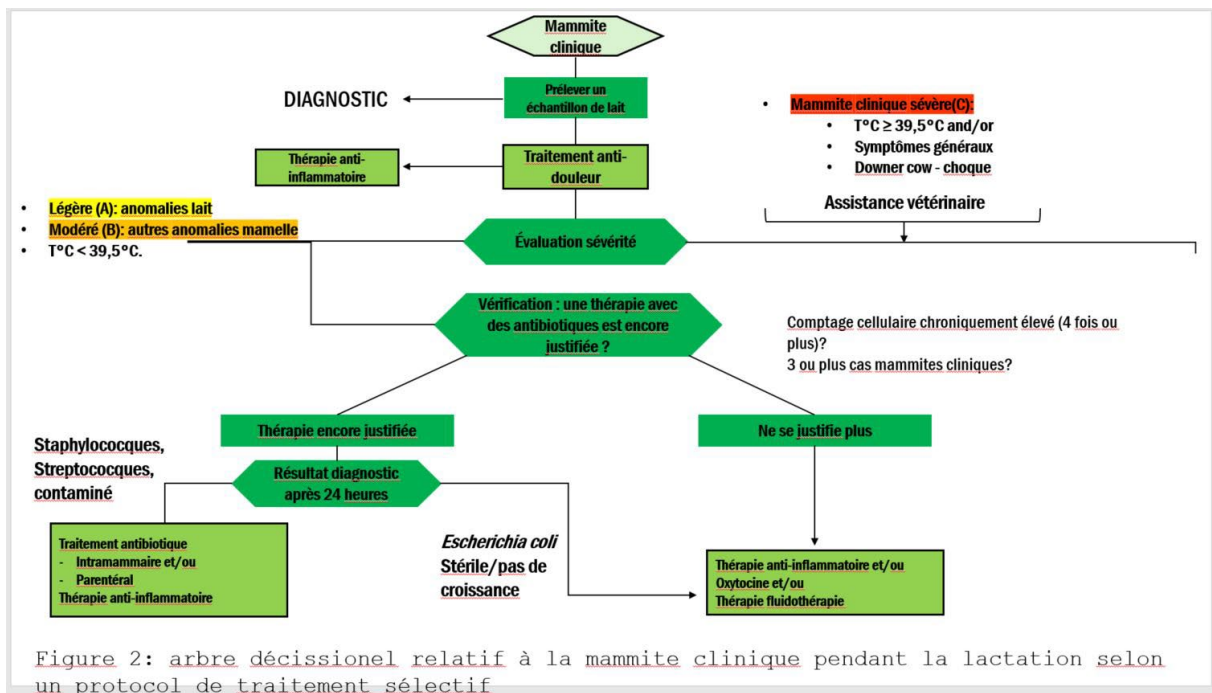 Mammite
clinique
Prélever un
échantillon de lait
DIAGNOSTIC
• Mammite clinique sévère(C):
• T°C ≥ 39,5°C and/or
• Symptômes généraux
• Downer cow - choque
Thérapie anti-
inflammatoire
Traitement anti-
douleur
Assistance vétérinaire
• Légère (A): anomalies lait
• Modéré (B): autres anomalies mamelle
• T°C < 39,5°C.
Évaluation sévérité
Vérification : une thérapie avec
des antibiotiques est encore
justifiée ?
Comptage cellulaire chroniquement élevé (4 fois ou
plus)?
3 ou plus cas mammites cliniques?
Thérapie encore justifiée
Ne se justifie plus
Staphylococques,
Streptococques,
contaminé
Résultat diagnostic
après 24 heures
Traitement antibiotique
- Intramammaire et/ou
- Parentéral
Thérapie anti-inflammatoire
Escherichia coli
Stérile/pas de
croissance
Thérapie anti-inflammatoire et/ou
Oxytocine et/ou
Thérapie fluidothérapie
Figure 2: arbre décissionel relatif à la mammite clinique pendant la lactation selon
un protocol de traitement sélectif